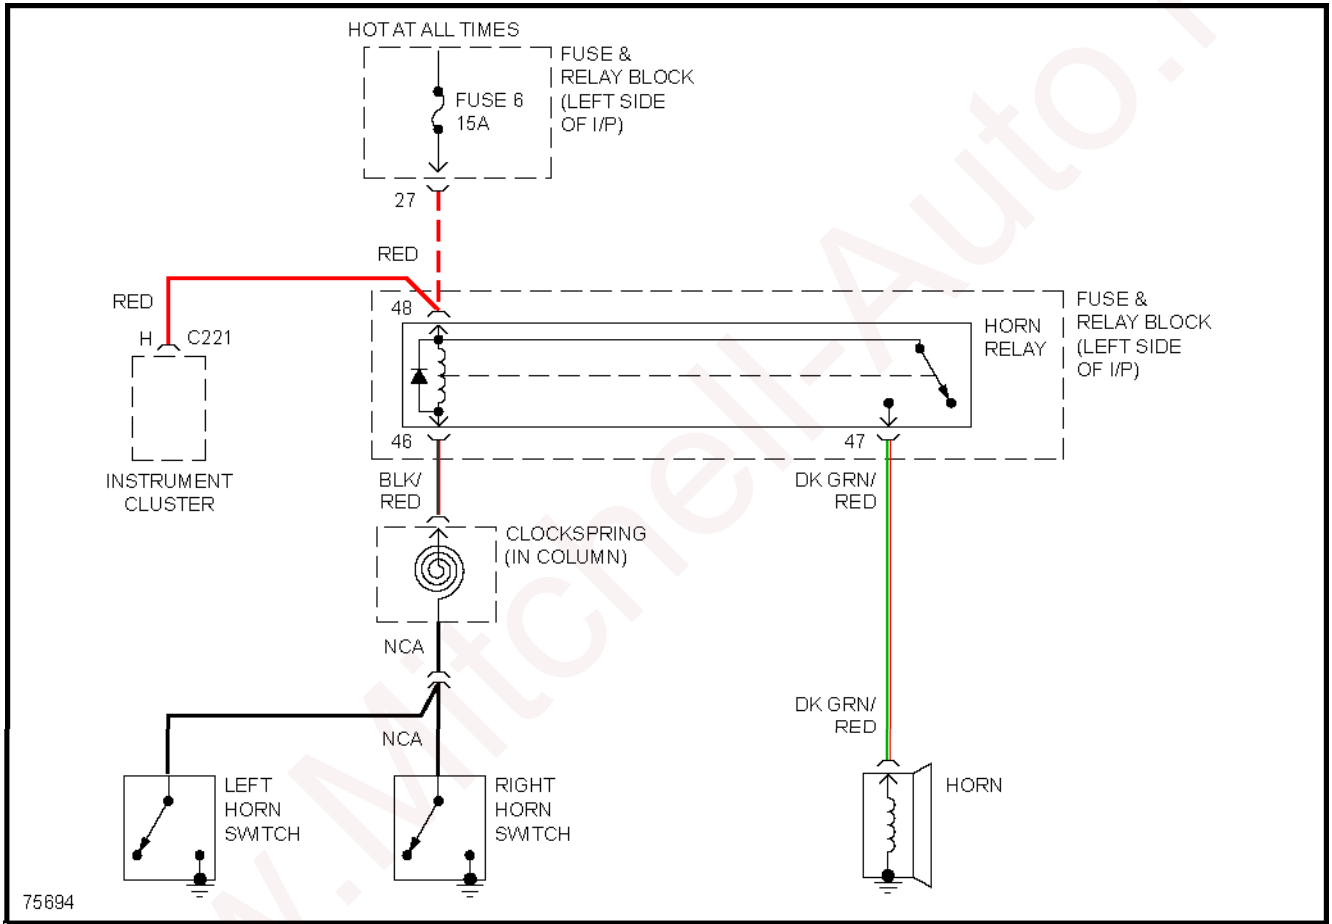 HOT AT ALL TIMES
FUSE &
RELAY BLOCK
(LEFT SIDE
OF I/P)
FUSE 6
15A
27
RED
RED
48
H C221
INSTRUMENT
CLUSTER
HORN
RELAY
FUSE &
RELAY BLOCK
(LEFT SIDE
OF I/P)
46
47
BLK/
RED
DK GRN/
RED
CLOCKSPRING
(IN COLUMN)
NCA
NCA
DK GRN/
RED
LEFT
HORN
SWITCH
RIGHT
HORN
SWITCH
HORN
75694
w.Mitchell-Auto.r